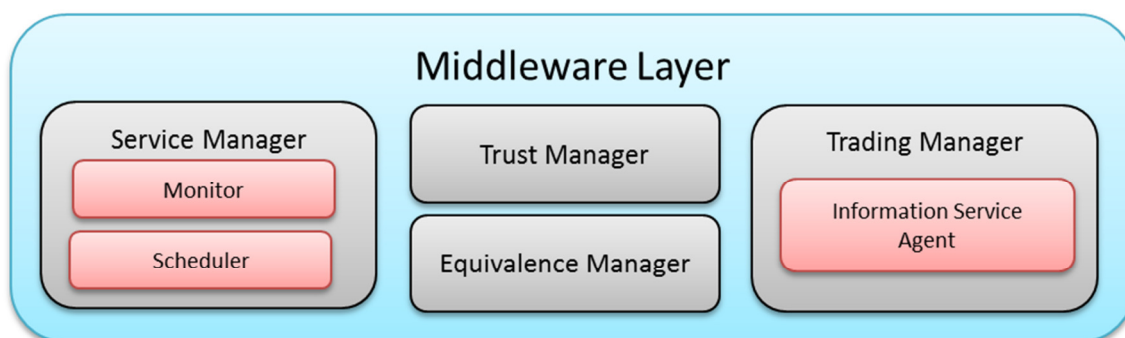 Middleware Layer
Service Manager
Monitor
Scheduler
Trust Manager
Equivalence Manager
Trading Manager
Information Service
Agent